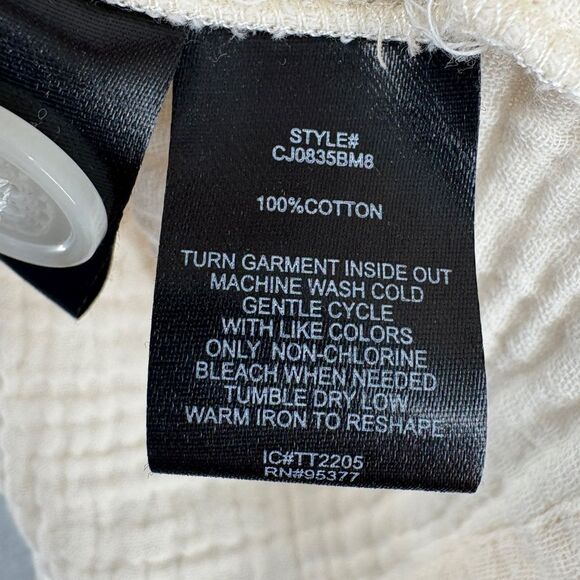 STYLE#
CJ0835BM8
100%COTTON
TURN GARMENT INSIDE OUT
MACHINE WASH COLD
GENTLE CYCLE
WITH LIKE COLORS
ONLY NON-CHLORINE
BLEACH WHEN NEEDED
TUMBLE DRY LOW
WARM IRON TO RESHAPE
IC#TT2205
RN#95377